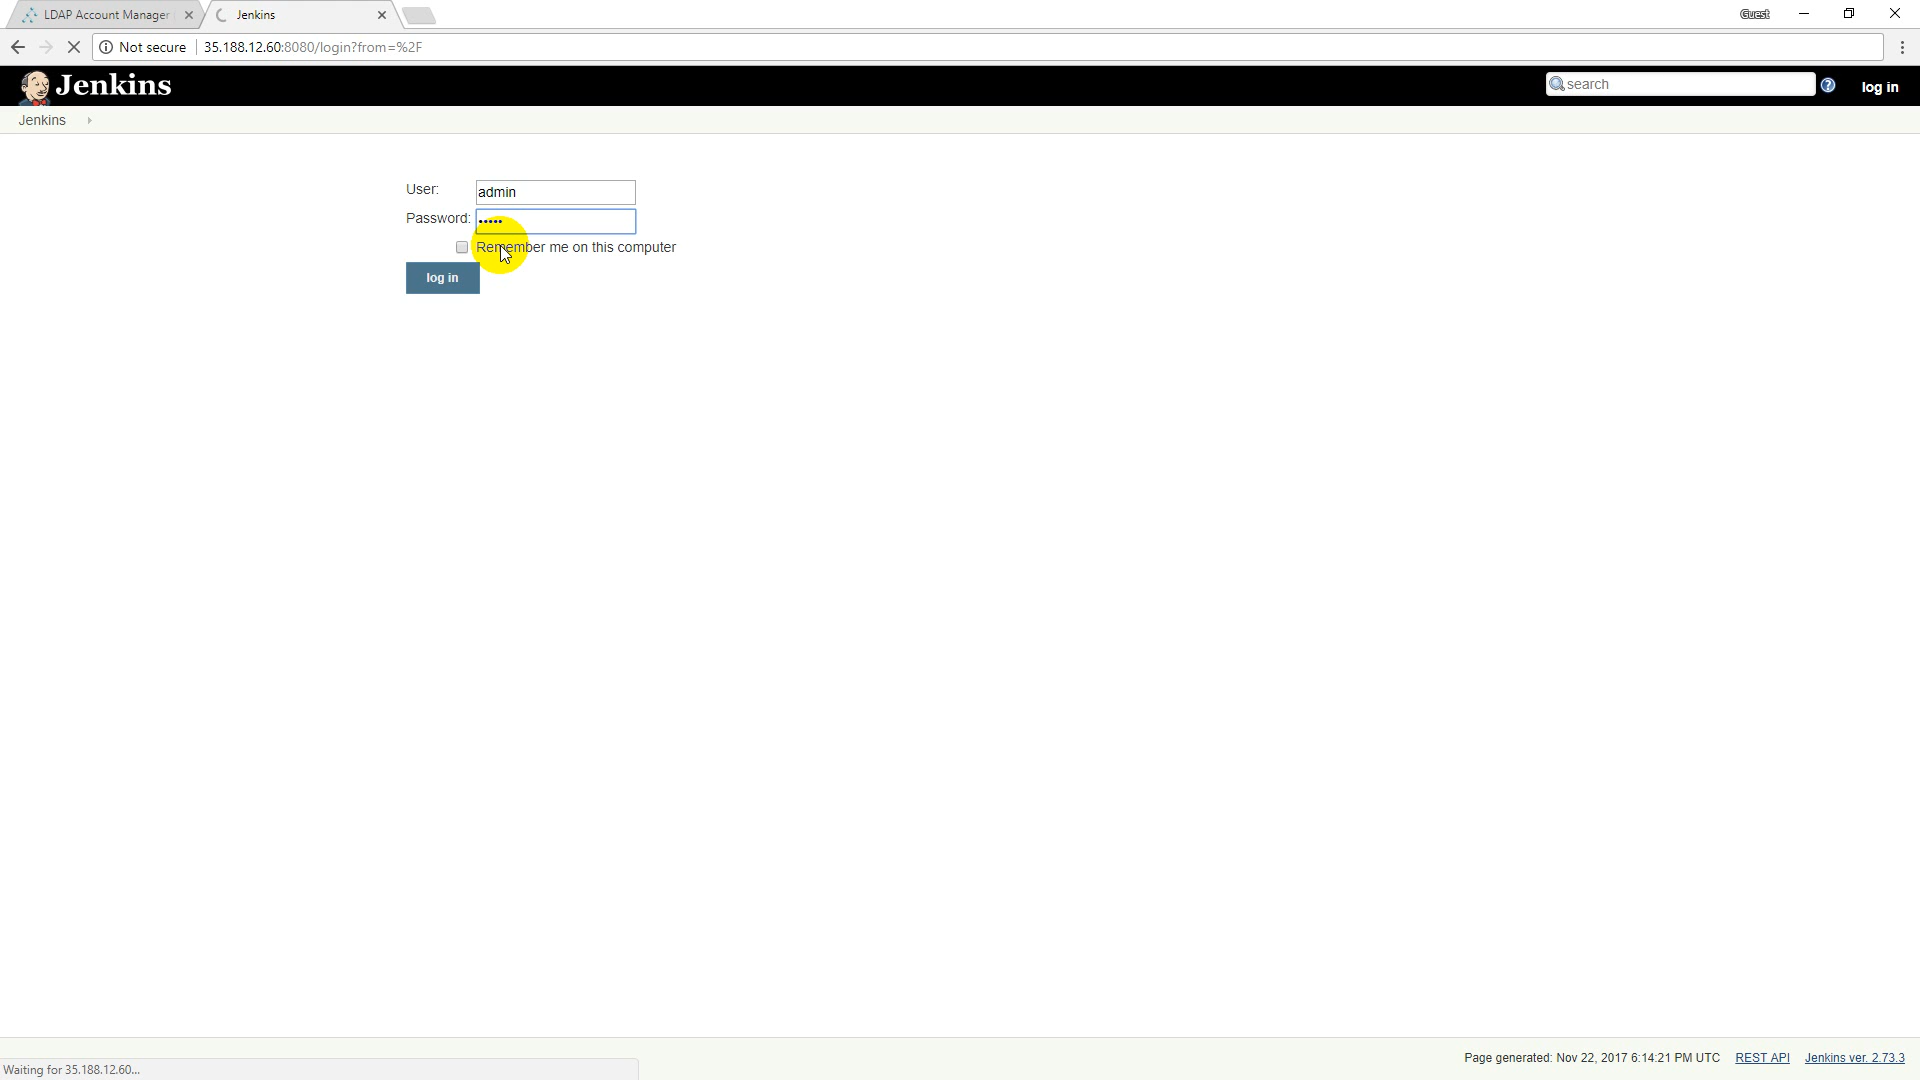 LDAP Account Manager
Jenkins
Guest
Not secure
35.188.12.60:8080/login?from=%2F
Jenkins
search
log in
Jenkins
User:
admin
Password:
•••••
Remember me on this computer
log in
Page generated: Nov 22, 2017 6:14:21 PM UTC REST API Jenkins ver. 2.73.3
Waiting for 35.188.12.60...